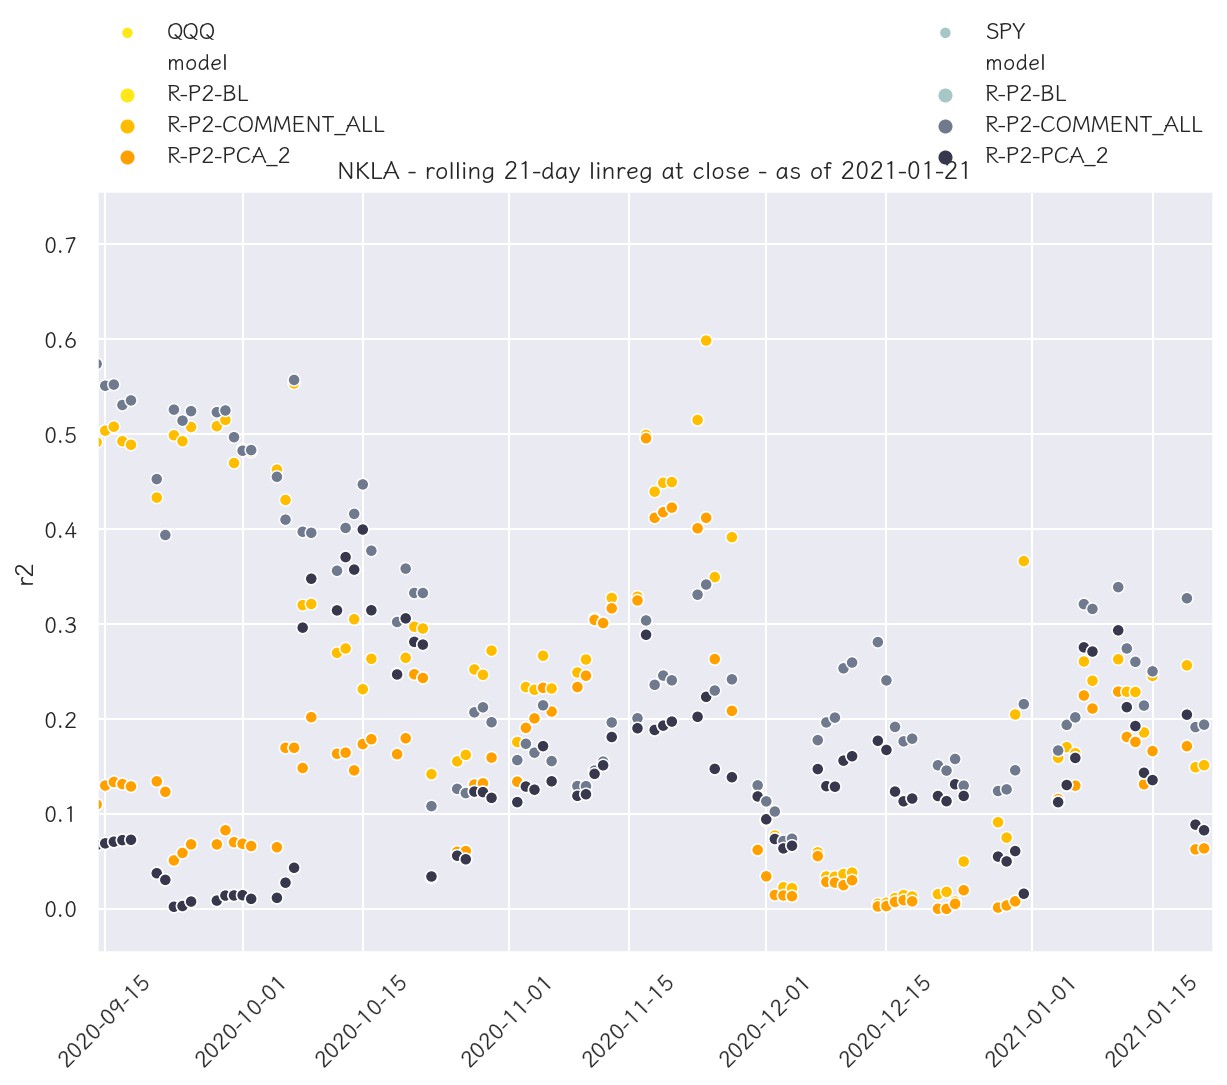 QQQ
model
R-P2-BL
R-P2-COMMENT_ALL
R-P2-PCA_2
SPY
model
R-P2-BL
R-P2-COMMENT_ALL
R-P2-PCA_2
NKLA - rolling 21-day linreg at close - as of 2021-01-21
0.7
0.6
0.5
0.4
0.3
0.2
0.1
0.0
r2
2020-09-15
2020-10-01
2020-10-15
2020-11-01
2020-11-15
2020-12-01
2020-12-15
2021-01-01
2021-01-15